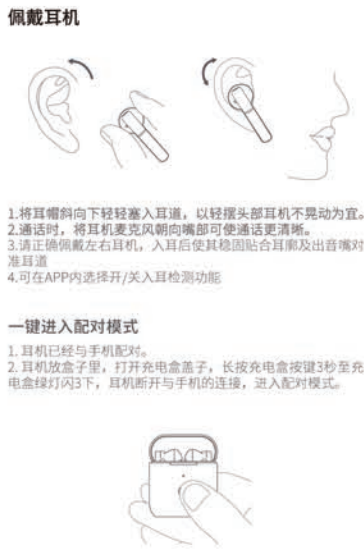 佩戴耳机
1.将耳帽斜向下轻轻塞入耳道，以轻摆头部耳机不晃动为宜。
2.通话时，将耳机麦克风朝向嘴部可使通话更清晰。
3.请正确佩戴左右耳机，入耳后使其稳固贴合耳廓及出音嘴对
准耳道
4.可在APP内选择开/关入耳检测功能
一键进入配对模式
1. 耳机已经与手机配对。
2. 耳机放盒子里，打开充电盒盖子，长按充电盒按键3秒至充
电盒绿灯闪3下，耳机断开与手机的连接，进入配对模式。